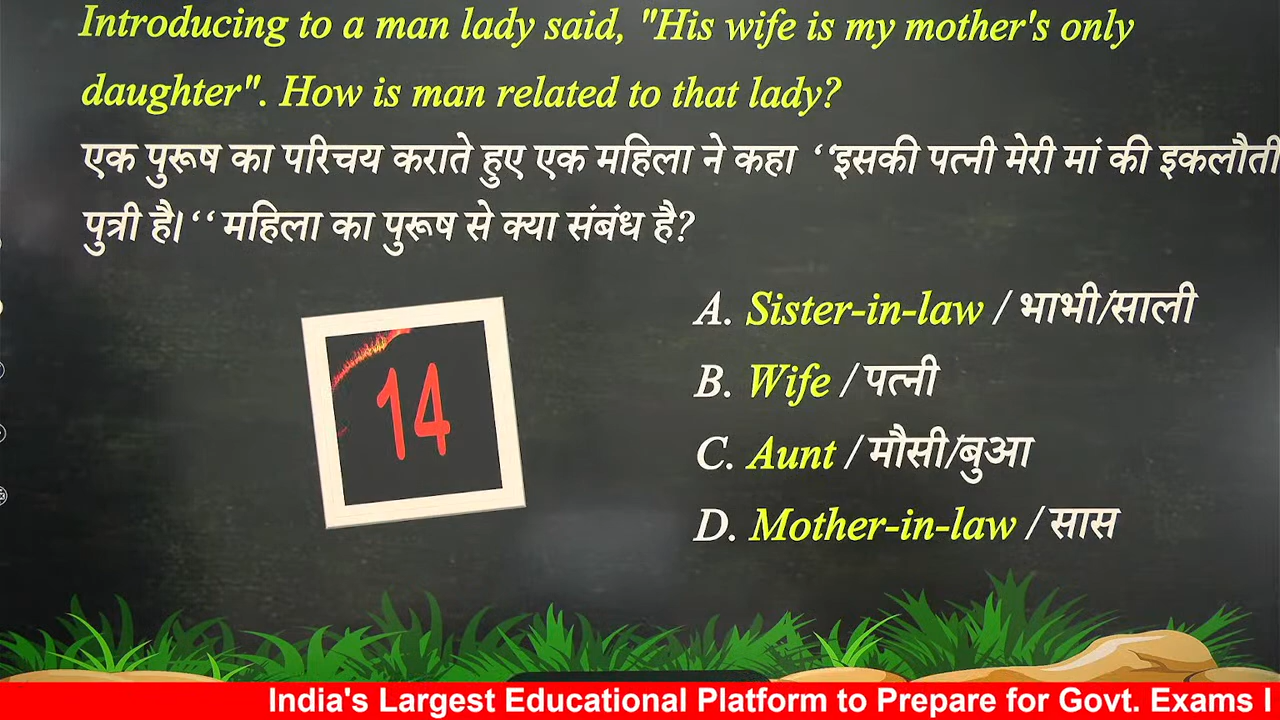 Introducing to a man lady said, "His wife is my mother's only
daughter". How is man related to that lady?
एक पुरूष का परिचय कराते हुए एक महिला ने कहा ‘‘इसकी पत्नी मेरी मां की इकलौती
पुत्री है।‘‘ महिला का पुरूष से क्या संबंध है?
14
A. Sister-in-law / भाभी/साली
B. Wife / पत्नी
C. Aunt / मौसी/बुआ
D. Mother-in-law / सास
India's Largest Educational Platform to Prepare for Govt. Exams I